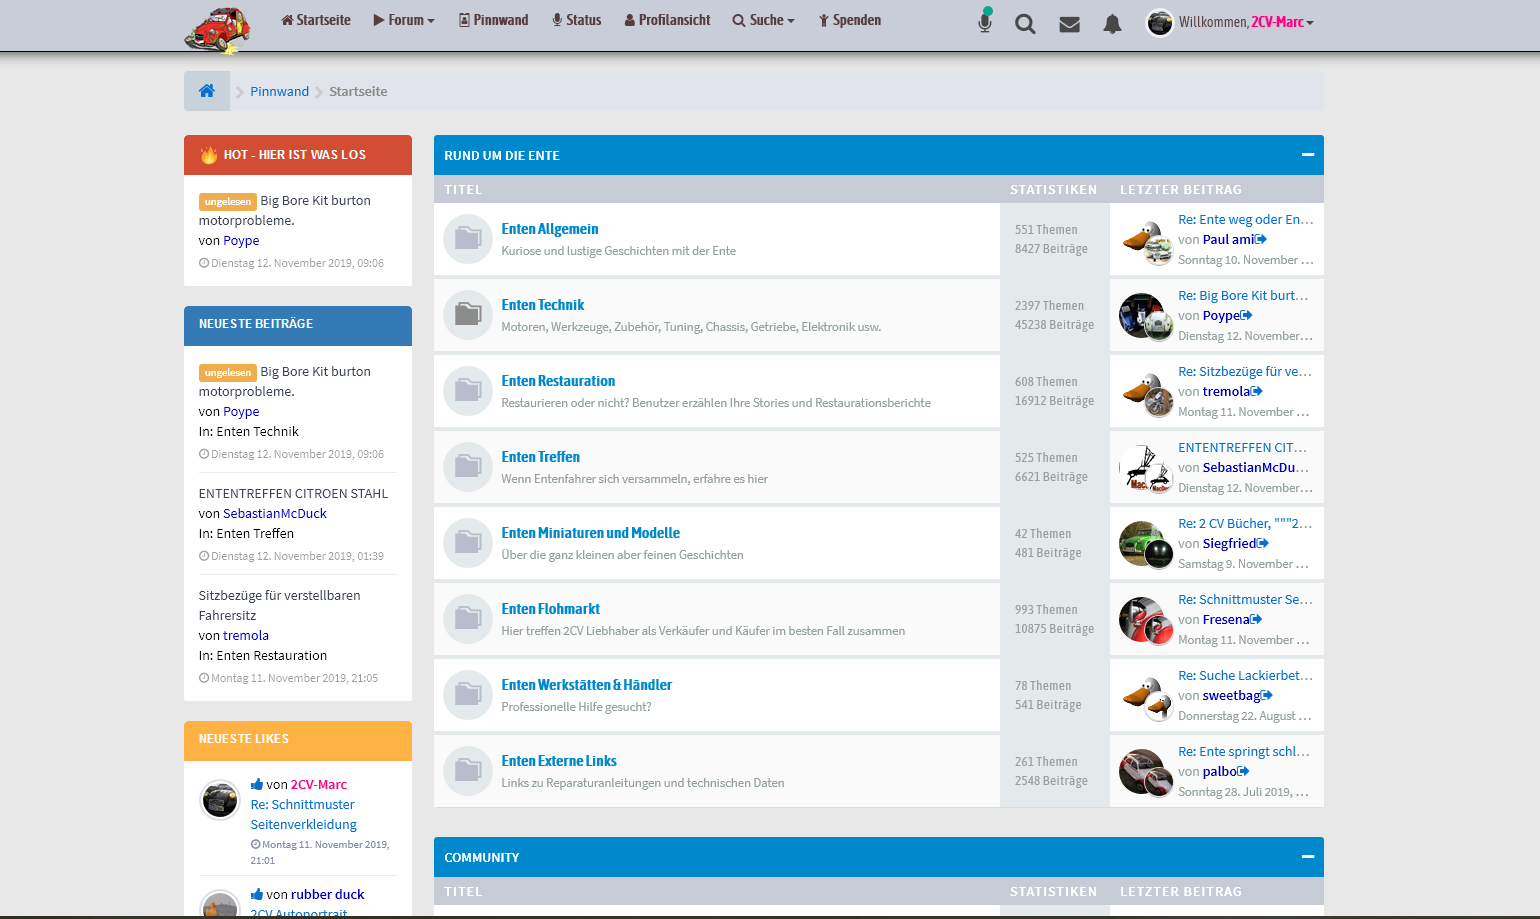 Startseite Forum Pinnwand Status Profilansicht Suche Spenden Willkommen, 2CV-Marc
Pinnwand Startseite
HOT - HIER IST WAS LOS
ungelesen Big Bore Kit burton
motorprobleme.
von Poype
Dienstag 12. November 2019, 09:06
NEUESTE BEITRÄGE
ungelesen Big Bore Kit burton
motorprobleme.
von Poype
In: Enten Technik
Dienstag 12. November 2019, 09:06
ENTENTREFFEN CITROEN STAHL
von SebastianMcDuck
In: Enten Treffen
Dienstag 12. November 2019, 01:39
Sitzbezüge für verstellbaren
Fahrersitz
von tremola
In: Enten Restauration
Montag 11. November 2019, 21:05
NEUESTE LIKES
von 2CV-Marc
Re: Schnittmuster
Seitenverkleidung
Montag 11. November 2019,
21:01
von rubber duck
2CV Autoportrait
RUND UM DIE ENTE
TITEL STATISTIKEN LETZTER BEITRAG
Enten Allgemein
Kuriose und lustige Geschichten mit der Ente
551 Themen
8427 Beiträge
Re: Ente weg oder En…
von Paul ami
Sonntag 10. November …
Enten Technik
Motoren, Werkzeuge, Zubehör, Tuning, Chassis, Getriebe, Elektronik usw.
2397 Themen
45238 Beiträge
Re: Big Bore Kit burt…
von Poype
Dienstag 12. November…
Enten Restauration
Restaurieren oder nicht? Benutzer erzählen Ihre Stories und Restaurationsberichte
608 Themen
16912 Beiträge
Re: Sitzbezüge für ve…
von tremola
Montag 11. November …
Enten Treffen
Wenn Entenfahrer sich versammeln, erfahre es hier
525 Themen
6621 Beiträge
ENTENTREFFEN CIT…
von SebastianMcDu…
Dienstag 12. November…
Enten Miniaturen und Modelle
Über die ganz kleinen aber feinen Geschichten
42 Themen
481 Beiträge
Re: 2 CV Bücher, """2…
von Siegfried
Samstag 9. November …
Enten Flohmarkt
Hier treffen 2CV Liebhaber als Verkäufer und Käufer im besten Fall zusammen
993 Themen
10875 Beiträge
Re: Schnittmuster Se…
von Fresena
Montag 11. November …
Enten Werkstätten & Händler
Professionelle Hilfe gesucht?
78 Themen
541 Beiträge
Re: Suche Lackierbet…
von sweetbag
Donnerstag 22. August …
Enten Externe Links
Links zu Reparaturanleitungen und technischen Daten
261 Themen
2548 Beiträge
Re: Ente springt schl…
von palbo
Sonntag 28. Juli 2019, …
COMMUNITY
TITEL STATISTIKEN LETZTER BEITRAG